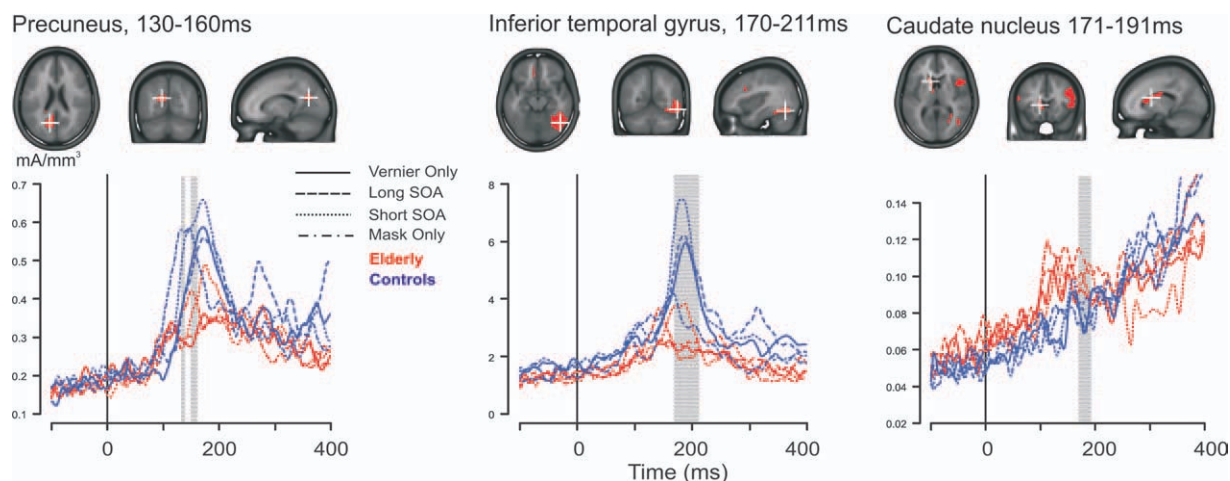 Precuneus, 130-160ms
Inferior temporal gyrus, 170-211ms
Caudate nucleus 171-191ms
mA/mm³
Vernier Only
Long SOA
Short SOA
Mask Only
Elderly
Controls
0.7
0.6
0.5
0.4
0.3
0.2
0.1
0 200 400
8
6
4
2
0
0 200 400
Time (ms)
0.14
0.12
0.10
0.08
0.06
0.04
0.02
0 200 400